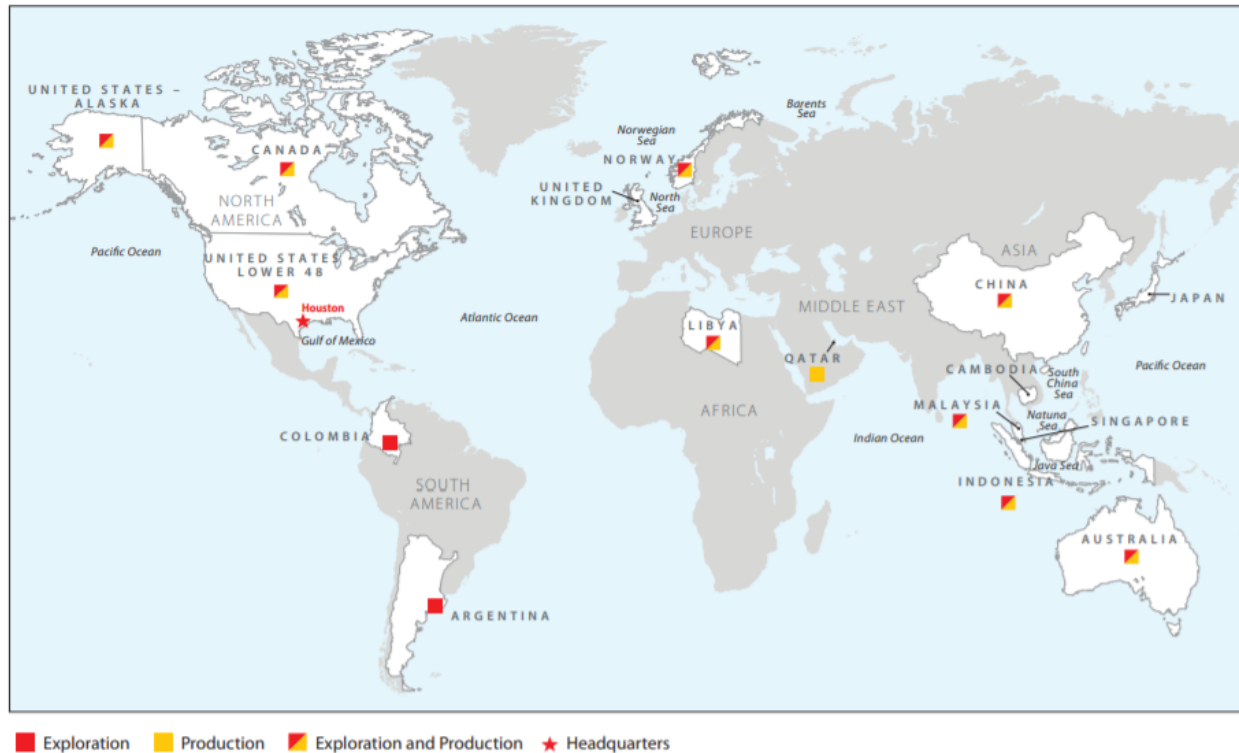 UNITED STATES –
ALASKA
CANADA
NORTH
AMERICA
Pacific Ocean
UNITED STATES
LOWER 48
Houston
Gulf of Mexico
Atlantic Ocean
COLOMBIA
SOUTH
AMERICA
ARGENTINA
Barents
Sea
Norwegian
Sea
NORWAY
UNITED
KINGDOM
North
Sea
EUROPE
ASIA
CHINA
JAPAN
MIDDLE EAST
LIBYA
QATAR
AFRICA
CAMBODIA
South
China
Sea
Pacific Ocean
MALAYSIA
Natuna
Sea
SINGAPORE
Indian Ocean
Java Sea
INDONESIA
AUSTRALIA
Exploration
Production
Exploration and Production
Headquarters